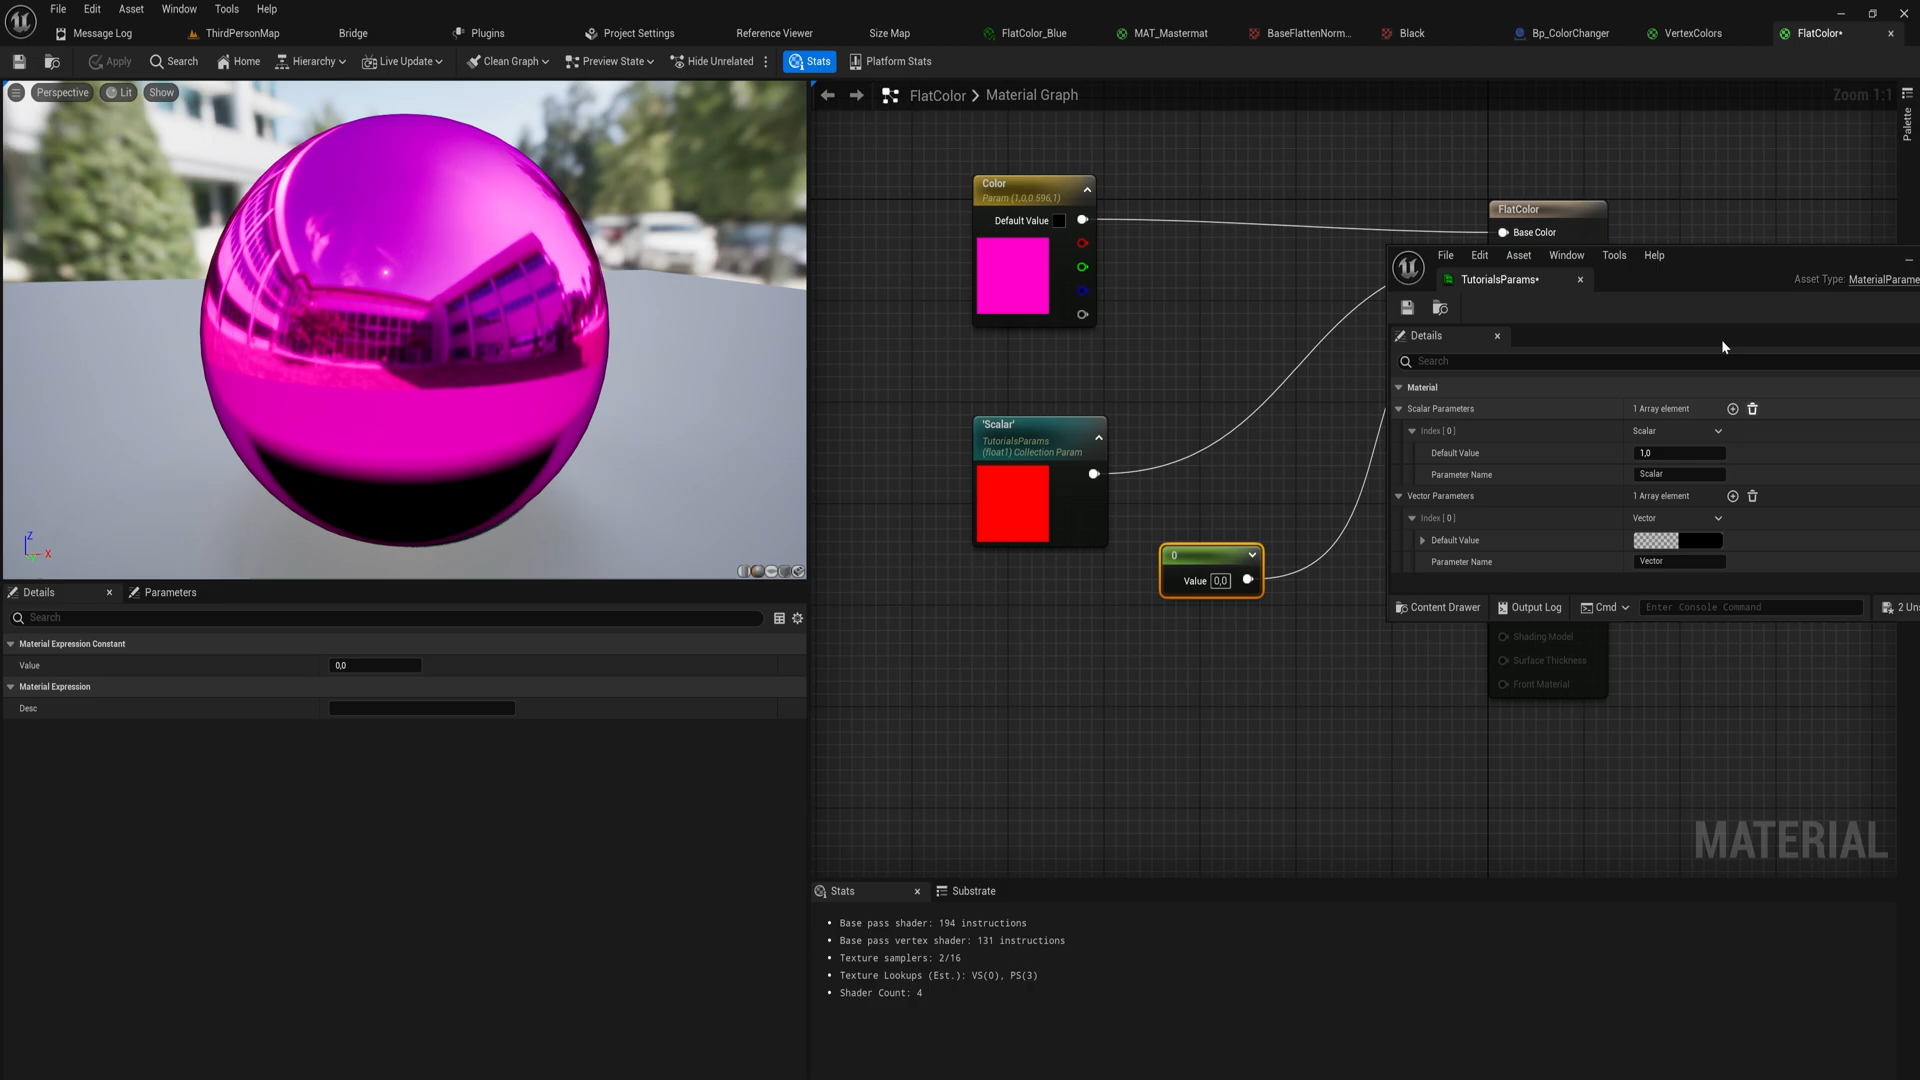 File Edit Asset Window Tools Help
Message Log ThirdPersonMap Bridge Plugins Project Settings Reference Viewer Size Map FlatColor_Blue MAT_Mastermat BaseFlattenNorm... Black Bp_ColorChanger VertexColors FlatColor*
Apply Search Home Hierarchy Live Update Clean Graph Preview State Hide Unrelated Stats Platform Stats
Perspective Lit Show
FlatColor > Material Graph
Zoom 1:1
Palette
Color
Param (1,0,0.596,1)
Default Value
FlatColor
Base Color
File Edit Asset Window Tools Help
TutorialsParams*
Asset Type: MaterialParame
Details
Search
Material
Scalar Parameters 1 Array element
Index [ 0 ] Scalar
Default Value 1,0
Parameter Name Scalar
Vector Parameters 1 Array element
Index [ 0 ] Vector
Default Value
Parameter Name Vector
Content Drawer Output Log Cmd Enter Console Command 2 Uns
'Scalar'
TutorialsParams
(float1) Collection Param
0
Value 0,0
Shading Model
Surface Thickness
Front Material
MATERIAL
Z
X
Details Parameters
Search
Material Expression Constant
Value 0,0
Material Expression
Desc
Stats Substrate
• Base pass shader: 194 instructions
• Base pass vertex shader: 131 instructions
• Texture samplers: 2/16
• Texture Lookups (Est.): VS(0), PS(3)
• Shader Count: 4